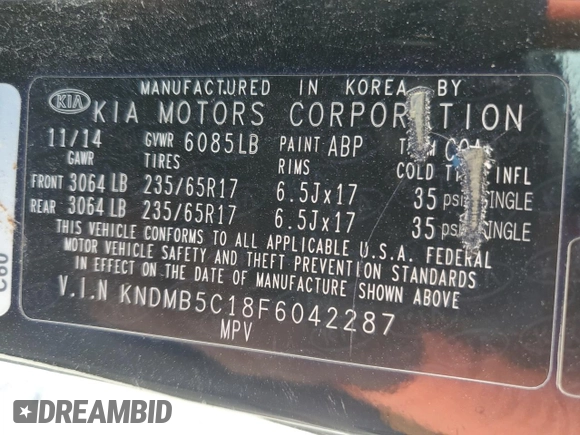 MANUFACTURED IN KOREA BY
KIA KIA MOTORS CORPORATION
11/14 GVWR 6085LB PAINT ABP
GAWR TIRES RIMS COLD INFL
FRONT 3064 LB 235/65R17 6.5Jx17 35 psi SINGLE
REAR 3064 LB 235/65R17 6.5Jx17 35 psi SINGLE
THIS VEHICLE CONFORMS TO ALL APPLICABLE U.S.A. FEDERAL
MOTOR VEHICLE SAFETY AND THEFT PREVENTION STANDARDS
IN EFFECT ON THE DATE OF MANUFACTURE SHOWN ABOVE
V.I.N KNDMB5C18F6042287
MPV
C60
DREAMBID